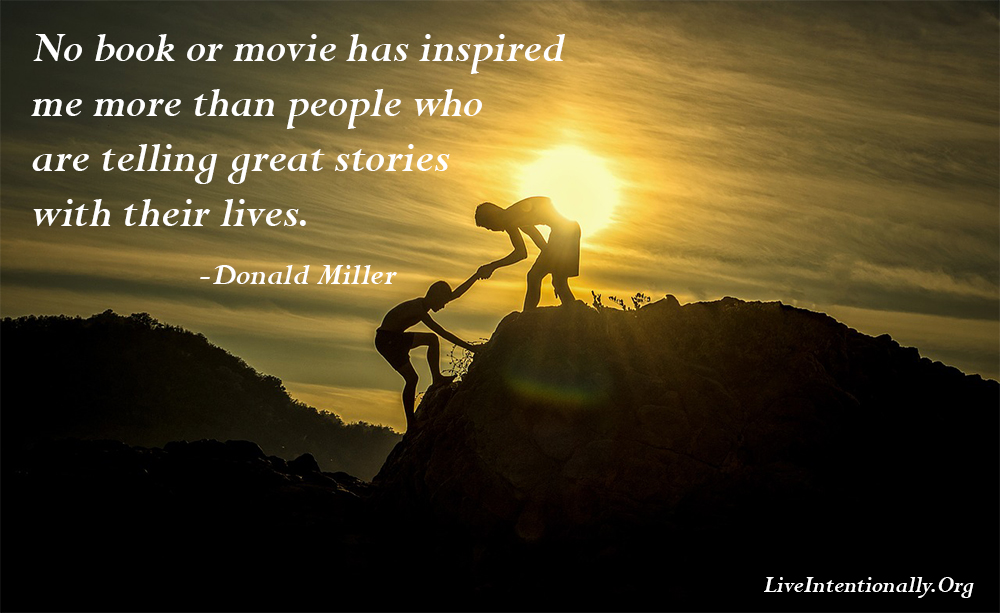 No book or movie has inspired
me more than people who
are telling great stories
with their lives.
-Donald Miller
LiveIntentionally.Org